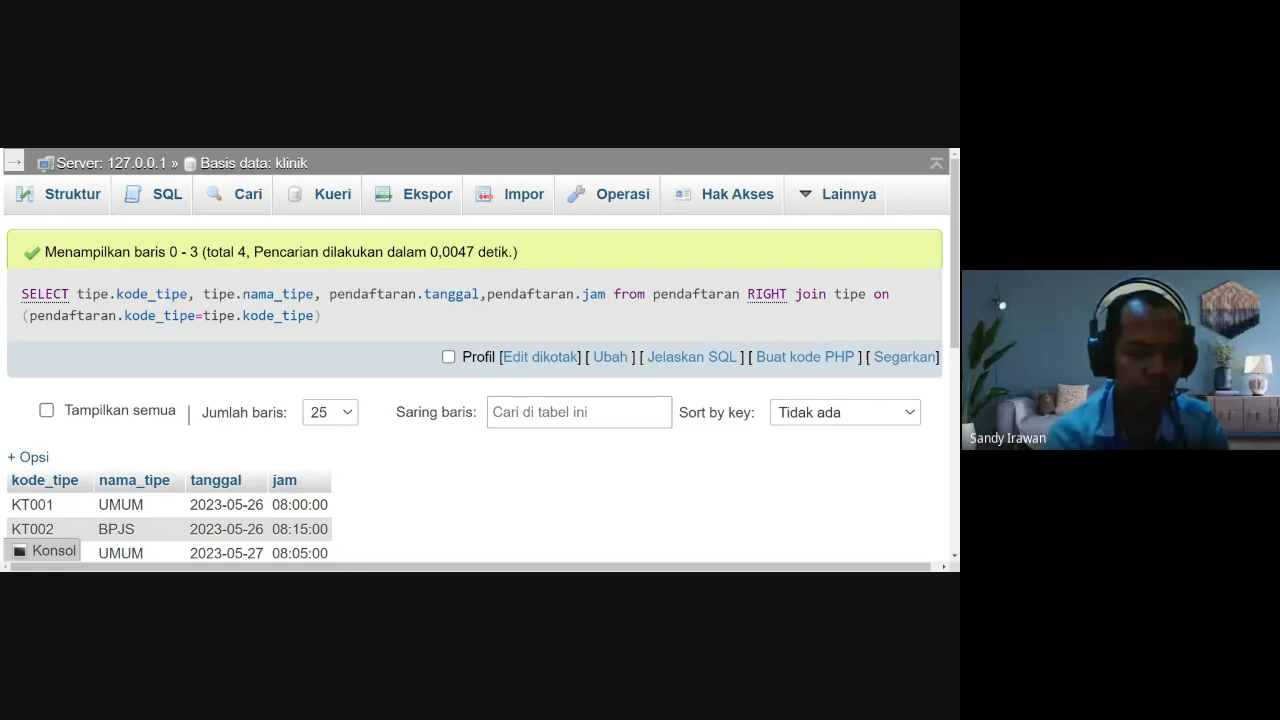 Server: 127.0.0.1 » Basis data: klinik
Struktur SQL Cari Kueri Ekspor Impor Operasi Hak Akses Lainnya
Menampilkan baris 0 - 3 (total 4, Pencarian dilakukan dalam 0,0047 detik.)
SELECT tipe.kode_tipe, tipe.nama_tipe, pendaftaran.tanggal,pendaftaran.jam from pendaftaran RIGHT join tipe on
(pendaftaran.kode_tipe=tipe.kode_tipe)
Profil [Edit dikotak] [ Ubah ] [ Jelaskan SQL ] [ Buat kode PHP ] [ Segarkan]
Tampilkan semua | Jumlah baris: 25 Saring baris: Cari di tabel ini Sort by key: Tidak ada
+ Opsi
kode_tipe nama_tipe tanggal jam
KT001 UMUM 2023-05-26 08:00:00
KT002 BPJS 2023-05-26 08:15:00
Konsol UMUM 2023-05-27 08:05:00
Sandy Irawan